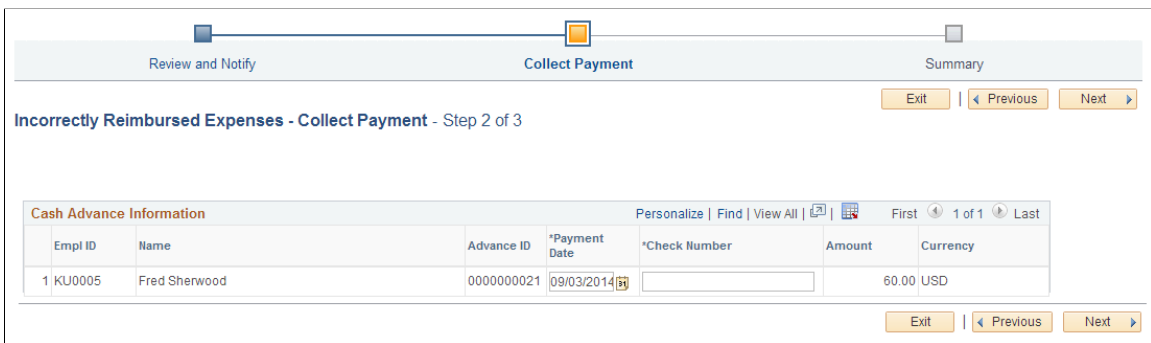 Review and Notify Collect Payment Summary
Exit | Previous Next
Incorrectly Reimbursed Expenses - Collect Payment - Step 2 of 3
Cash Advance Information Personalize | Find | View All | | First 1 of 1 Last
Empl ID Name Advance ID *Payment Date *Check Number Amount Currency
1 KU0005 Fred Sherwood 0000000021 09/03/2014 31 60.00 USD
Exit | Previous Next